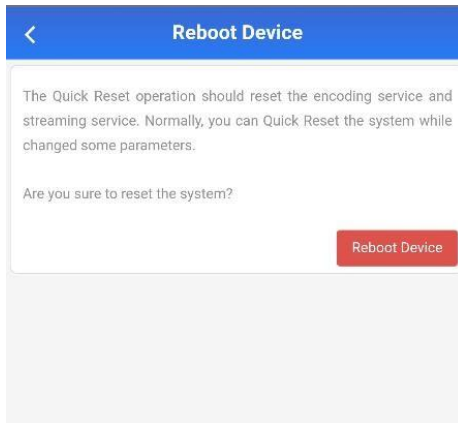 Reboot Device
The Quick Reset operation should reset the encoding service and
streaming service. Normally, you can Quick Reset the system while
changed some parameters.
Are you sure to reset the system?
Reboot Device